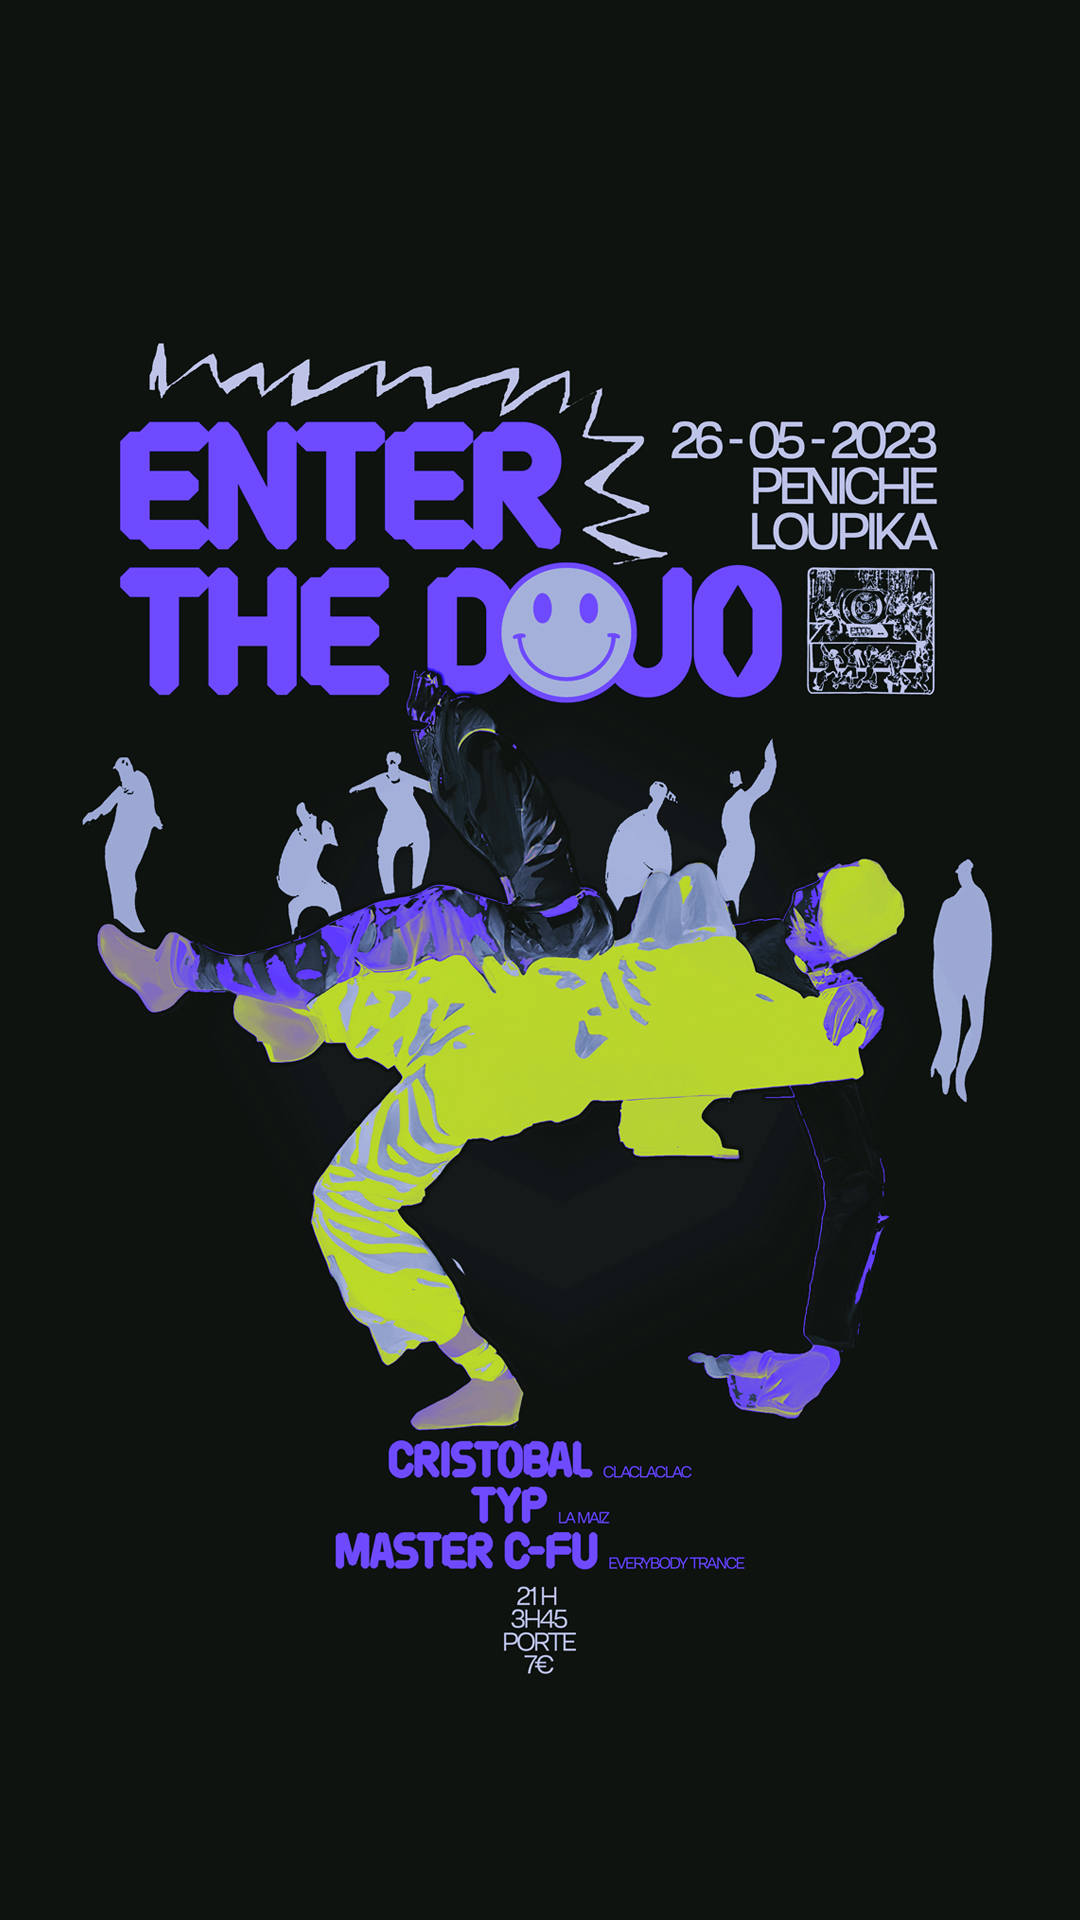 ENTER
THE DOJO
26 - 05 - 2023
PENICHE
LOUPIKA
CRISTOBAL CLACLACLAC
TYP LA MAIZ
MASTER C-FU EVERYBODY TRANCE
21 H
3H45
PORTE
7€